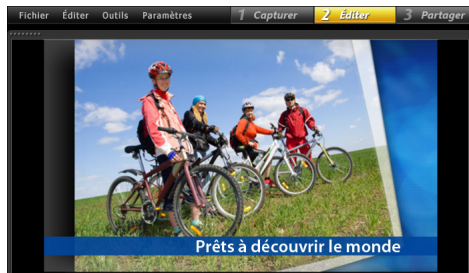 Fichier Éditer Outils Paramètres 1 Capturer 2 Éditer 3 Partager
Prêts à découvrir le monde